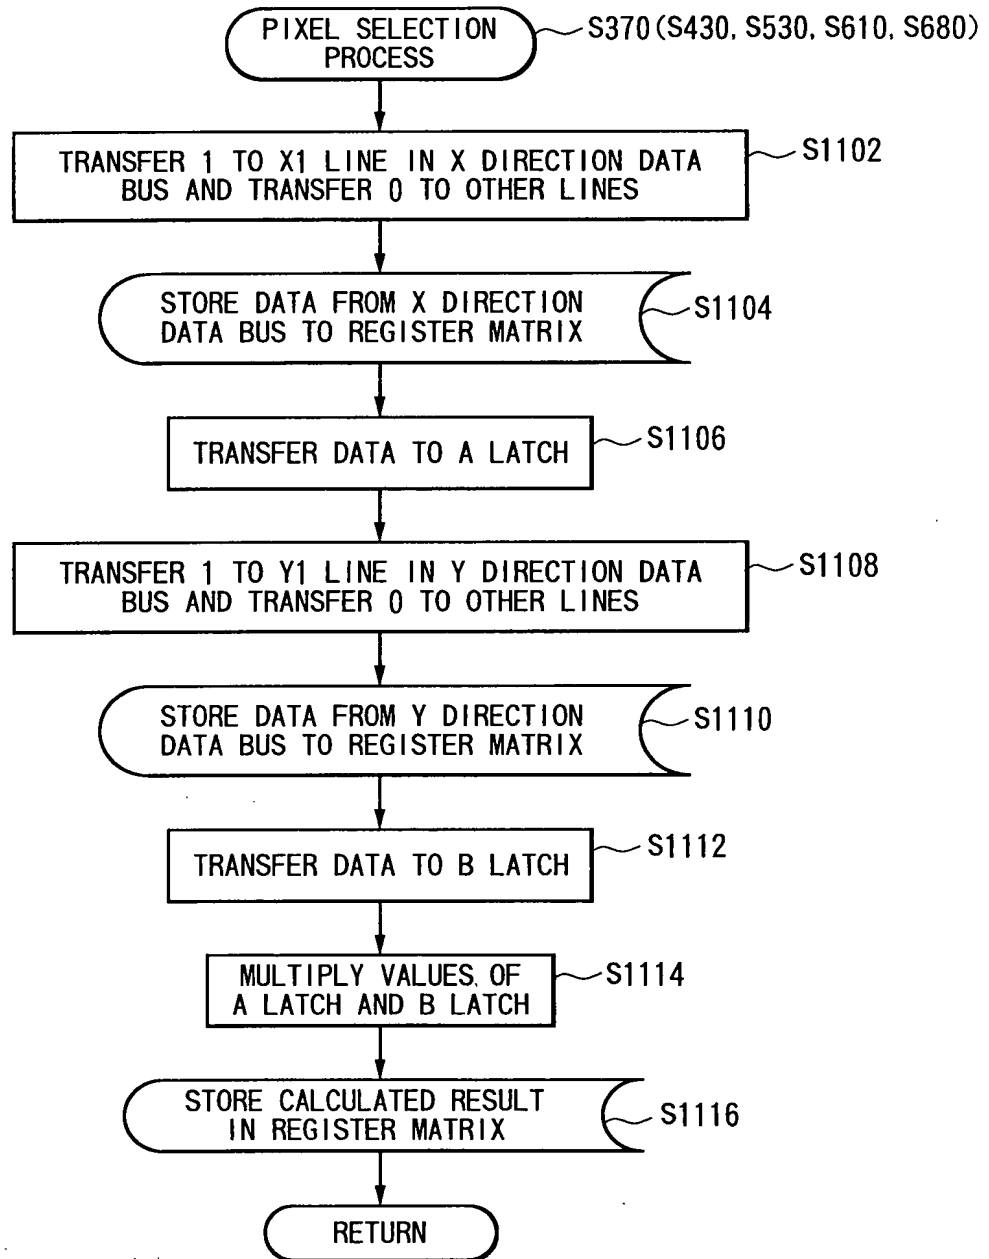 PIXEL SELECTION
PROCESS
S370 (S430, S530, S610, S680)
TRANSFER 1 TO X1 LINE IN X DIRECTION DATA
BUS AND TRANSFER 0 TO OTHER LINES
S1102
STORE DATA FROM X DIRECTION
DATA BUS TO REGISTER MATRIX
S1104
TRANSFER DATA TO A LATCH
S1106
TRANSFER 1 TO Y1 LINE IN Y DIRECTION DATA
BUS AND TRANSFER 0 TO OTHER LINES
S1108
STORE DATA FROM Y DIRECTION
DATA BUS TO REGISTER MATRIX
S1110
TRANSFER DATA TO B LATCH
S1112
MULTIPLY VALUES OF
A LATCH AND B LATCH
S1114
STORE CALCULATED RESULT
IN REGISTER MATRIX
S1116
RETURN